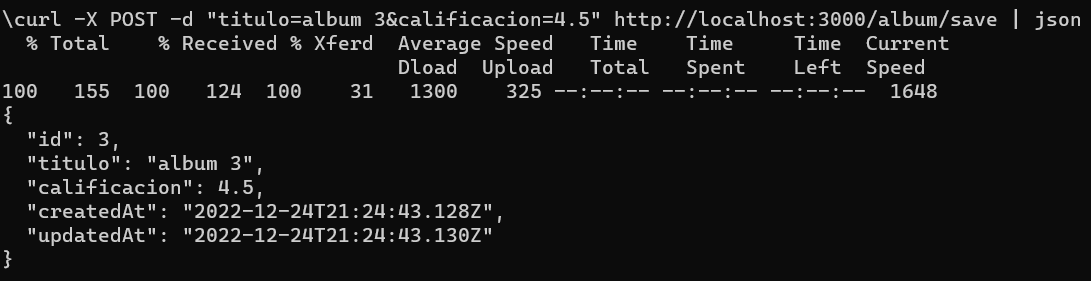 \curl -X POST -d "titulo=album 3&calificacion=4.5" http://localhost:3000/album/save | json
  % Total    % Received % Xferd  Average Speed   Time    Time     Time  Current
                                 Dload  Upload   Total   Spent    Left  Speed
100   155  100   124  100    31   1300    325 --:--:-- --:--:-- --:--:--  1648
{
  "id": 3,
  "titulo": "album 3",
  "calificacion": 4.5,
  "createdAt": "2022-12-24T21:24:43.128Z",
  "updatedAt": "2022-12-24T21:24:43.130Z"
}